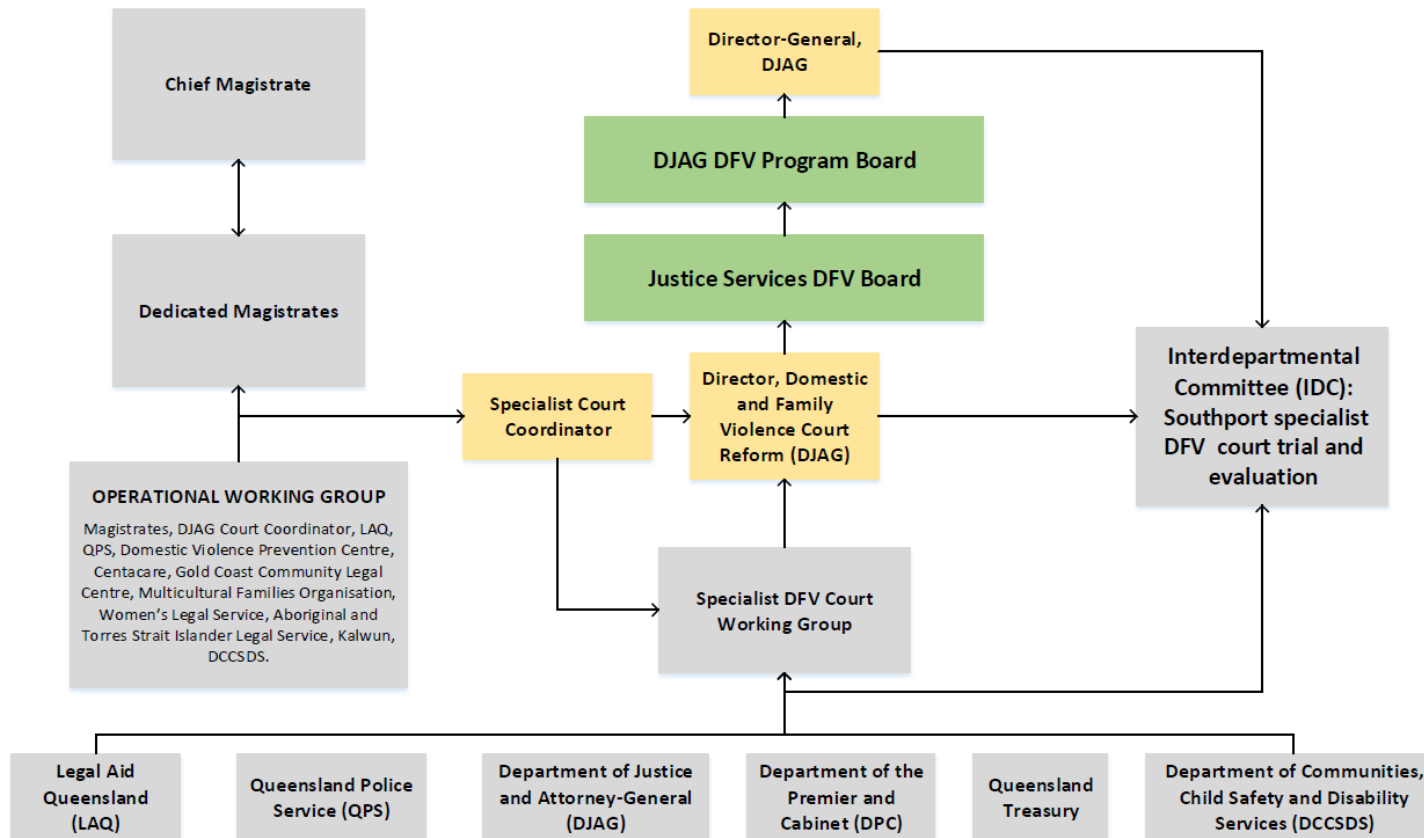 Chief Magistrate
Director-General,
DJAG
DJAG DFV Program Board
Justice Services DFV Board
Dedicated Magistrates
Specialist Court
Coordinator
Director, Domestic
and Family
Violence Court
Reform (DJAG)
Interdepartmental
Committee (IDC):
Southport specialist
DFV court trial and
evaluation
OPERATIONAL WORKING GROUP
Magistrates, DJAG Court Coordinator, LAQ,
QPS, Domestic Violence Prevention Centre,
Centacare, Gold Coast Community Legal
Centre, Multicultural Families Organisation,
Women’s Legal Service, Aboriginal and
Torres Strait Islander Legal Service, Kalwun,
DCCSDS.
Specialist DFV Court
Working Group
Legal Aid
Queensland
(LAQ)
Queensland Police
Service (QPS)
Department of Justice
and Attorney-General
(DJAG)
Department of the
Premier and
Cabinet (DPC)
Queensland
Treasury
Department of Communities,
Child Safety and Disability
Services (DCCSDS)